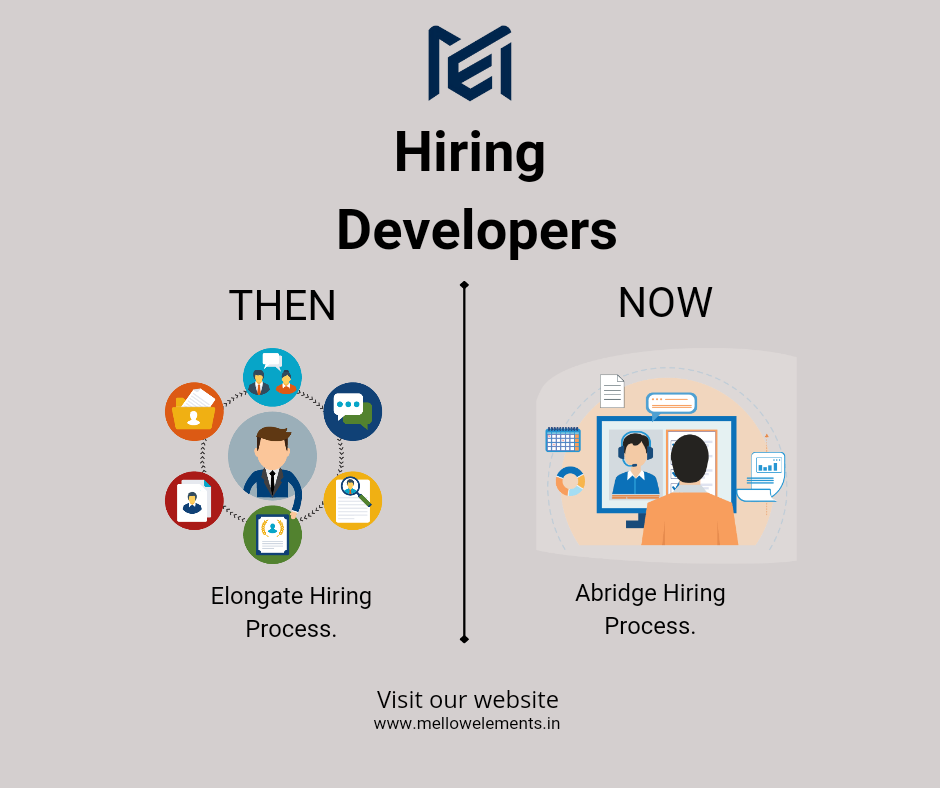 Hiring
Developers
THEN
NOW
Elongate Hiring
Process.
Abridge Hiring
Process.
Visit our website
www.mellowelements.in